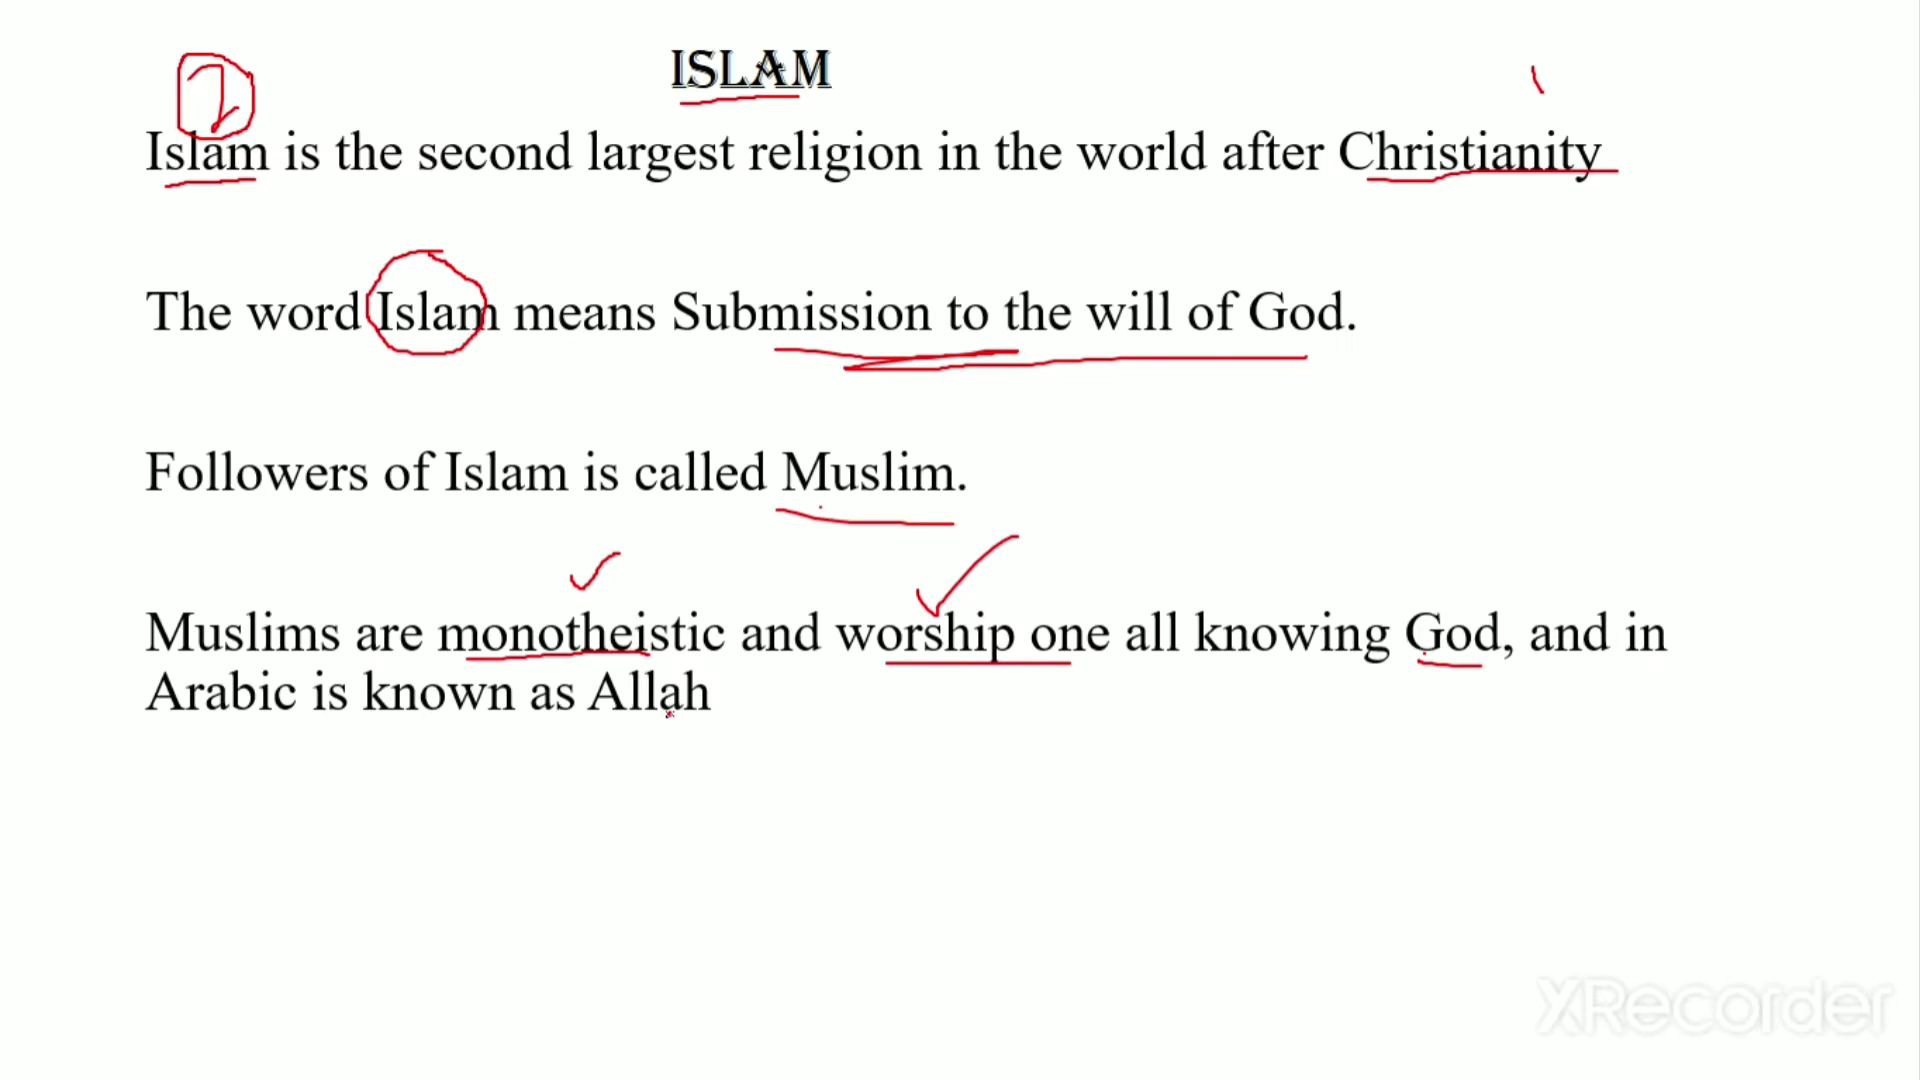 2
ISLAM
Islam is the second largest religion in the world after Christianity
The word Islam means Submission to the will of God.
Followers of Islam is called Muslim.
Muslims are monotheistic and worship one all knowing God, and in
Arabic is known as Allah
XRecorder